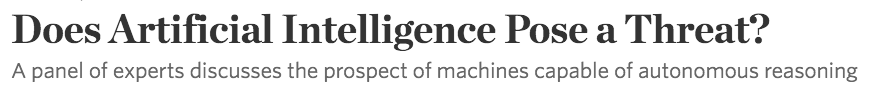 Does Artificial Intelligence Pose a Threat?
A panel of experts discusses the prospect of machines capable of autonomous reasoning